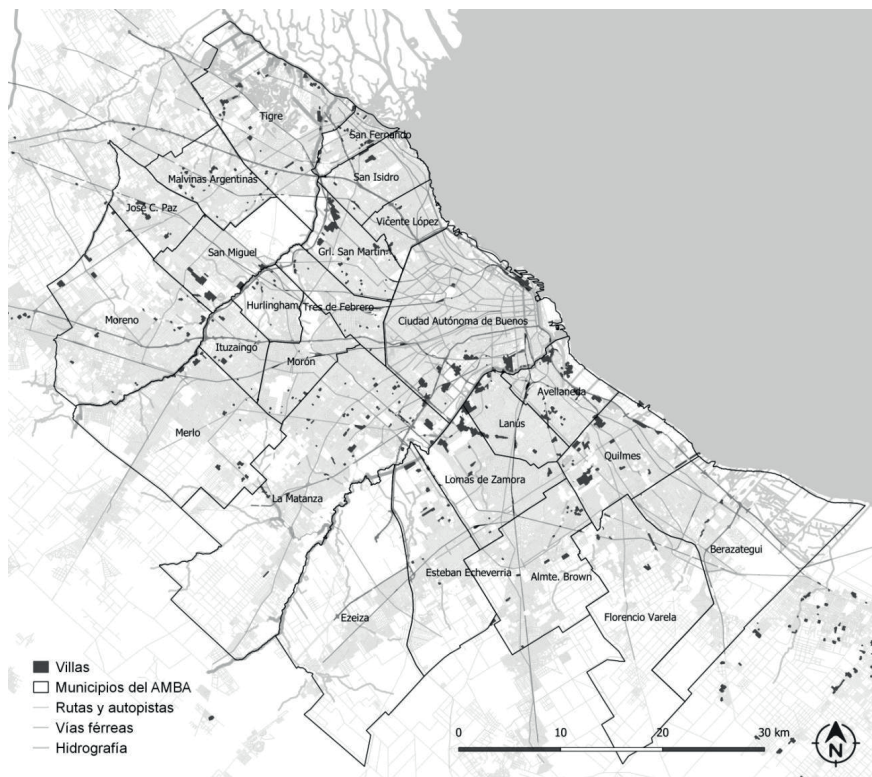 Tigre
San Fernando
San Isidro
Malvinas Argentinas
José C. Paz
Vicente López
San Miguel
Grl. San Martín
Hurlingham
Tres de Febrero
Moreno
Ciudad Autónoma de Buenos
Ituzaingó
Morón
Avellaneda
Merlo
Lanús
Quilmes
Lomas de Zamora
La Matanza
Berazategui
Esteban Echeverria
Almte. Brown
Ezeiza
Florencio Varela
Villas
Municipios del AMBA
Rutas y autopistas
Vías férreas
Hidrografía
0 10 20 30 km
N